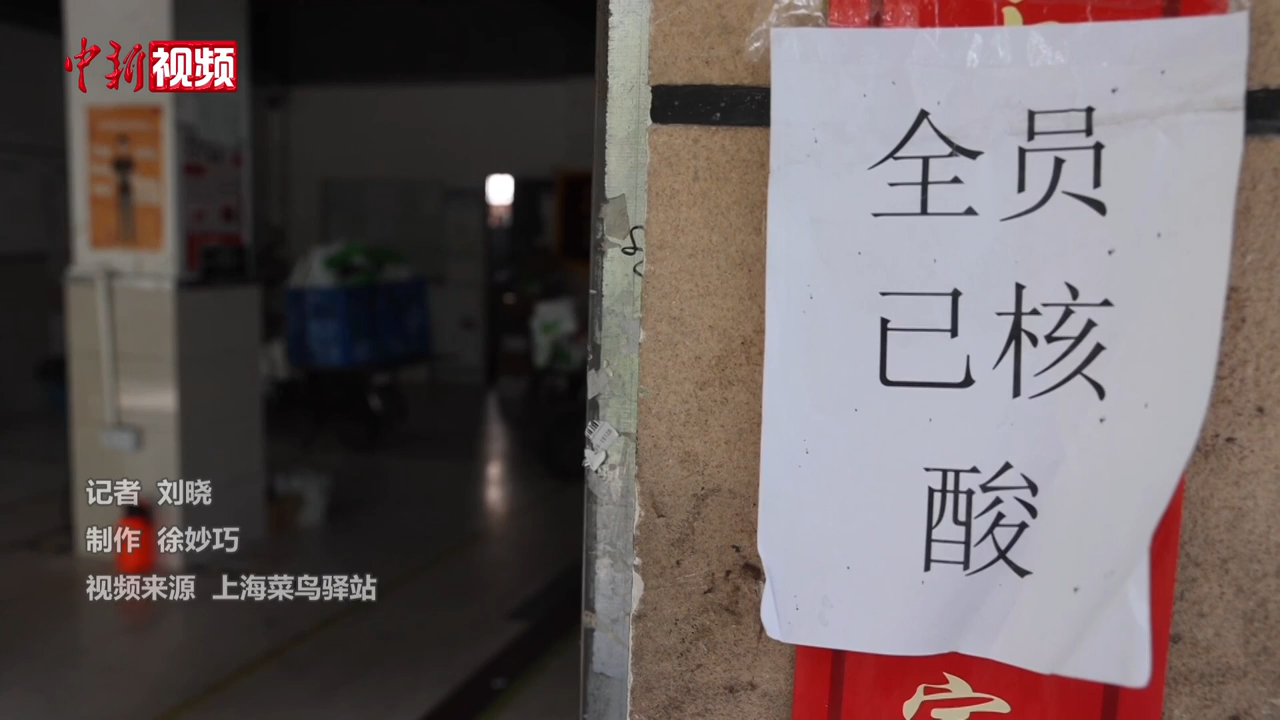 中新视频
全员
已核
酸
记者 刘晓
制作 徐妙巧
视频来源 上海菜鸟驿站